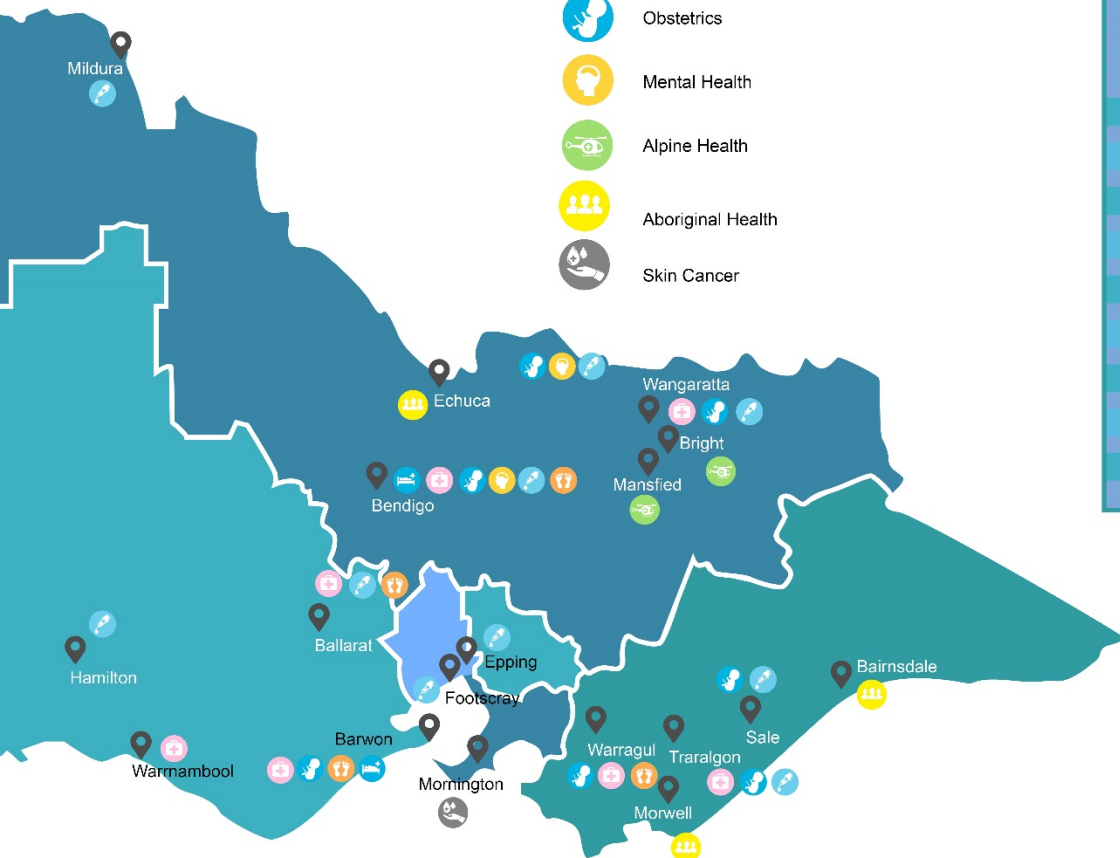 Obstetrics
Mental Health
Alpine Health
Aboriginal Health
Skin Cancer
Mildura
Wangaratta
Echuca
Bright
Mansfied
Bendigo
Ballarat
Epping
Hamilton
Footscray
Bairnsdale
Barwon
Sale
Warragul
Traralgon
Warrnambool
Mornington
Morwell